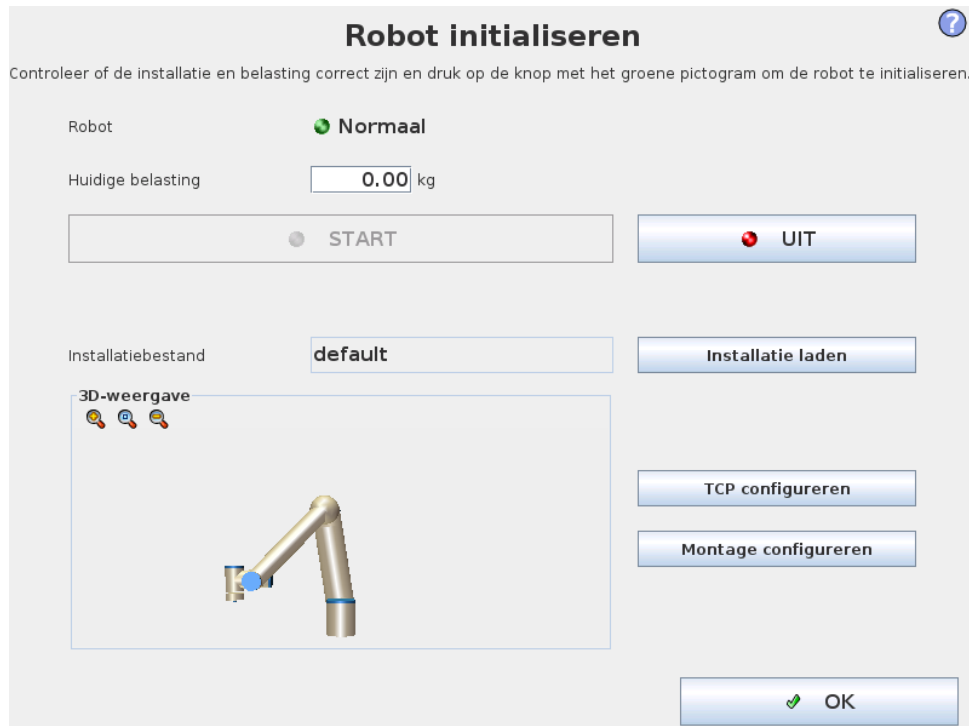 Robot initialiseren
?
Controleer of de installatie en belasting correct zijn en druk op de knop met het groene pictogram om de robot te initialiseren.
Robot Normaal
Huidige belasting 0.00 kg
START UIT
Installatiebestand default Installatie laden
3D-weergave
TCP configureren
Montage configureren
OK